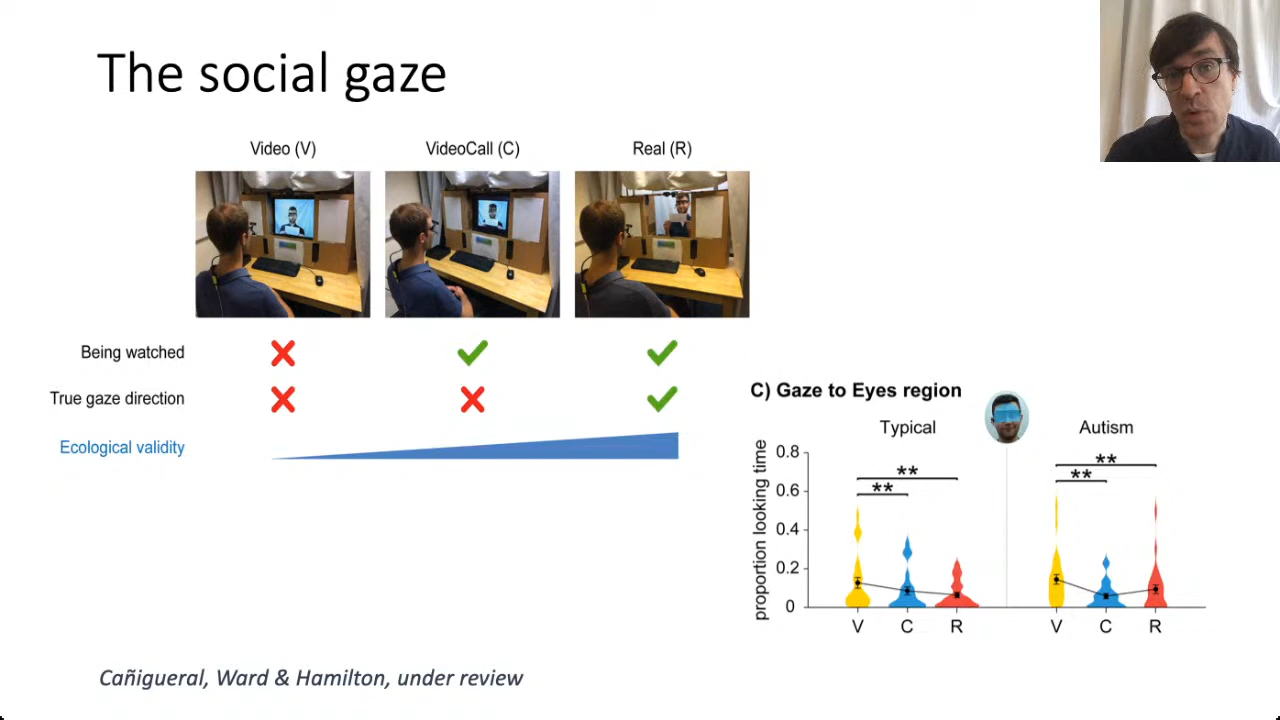 The social gaze
Video (V)
VideoCall (C)
Real (R)
Being watched
True gaze direction
Ecological validity
C) Gaze to Eyes region
Typical
Autism
proportion looking time
0.8
0.6
0.4
0.2
0
**
**
**
**
V
C
R
V
C
R
Cañigueral, Ward & Hamilton, under review